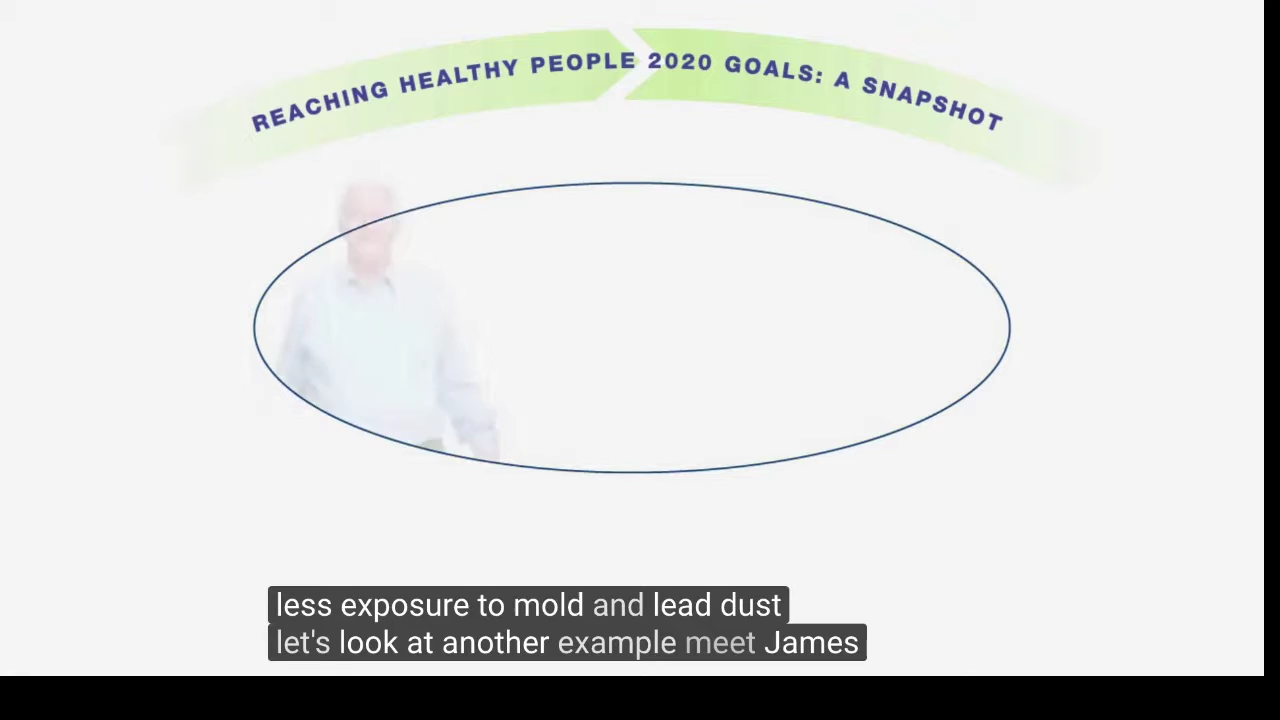 REACHING HEALTHY PEOPLE 2020 GOALS: A SNAPSHOT
less exposure to mold and lead dust
let's look at another example meet James